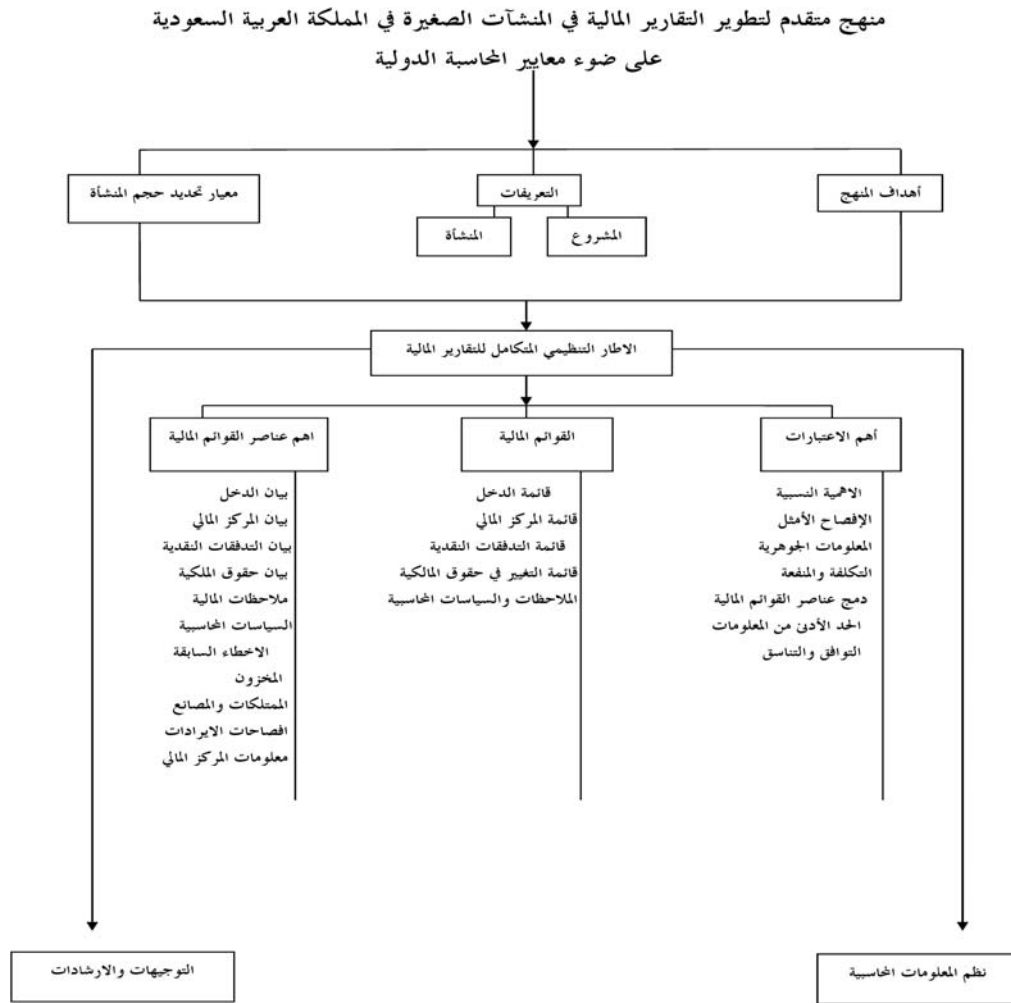 منهج متقدم لتطوير التقارير المالية في المنشآت الصغيرة في المملكة العربية السعودية
على ضوء معايير المحاسبة الدولية
أهداف المنهج
التعريفات
المشروع
المنشأة
معيار تحديد حجم المنشأة
الاطار التنظيمي المتكامل للتقارير المالية
أهم الاعتبارات
الاهمية النسبية
الإفصاح الأمثل
المعلومات الجوهرية
التكلفة والمنفعة
دمج عناصر القوائم المالية
الحد الأدنى من المعلومات
التوافق والتناسق
القوائم المالية
قائمة الدخل
قائمة المركز المالي
قائمة التدفقات النقدية
قائمة التغيير في حقوق المالكية
الملاحظات والسياسات المحاسبية
اهم عناصر القوائم المالية
بيان الدخل
بيان المركز المالي
بيان التدفقات النقدية
بيان حقوق الملكية
ملاحظات المالية
السياسات المحاسبية
الاخطاء السابقة
المخزون
الممتلكات والمصانع
افصاحات الايرادات
معلومات المركز المالي
نظم المعلومات المحاسبية
التوجيهات والارشادات